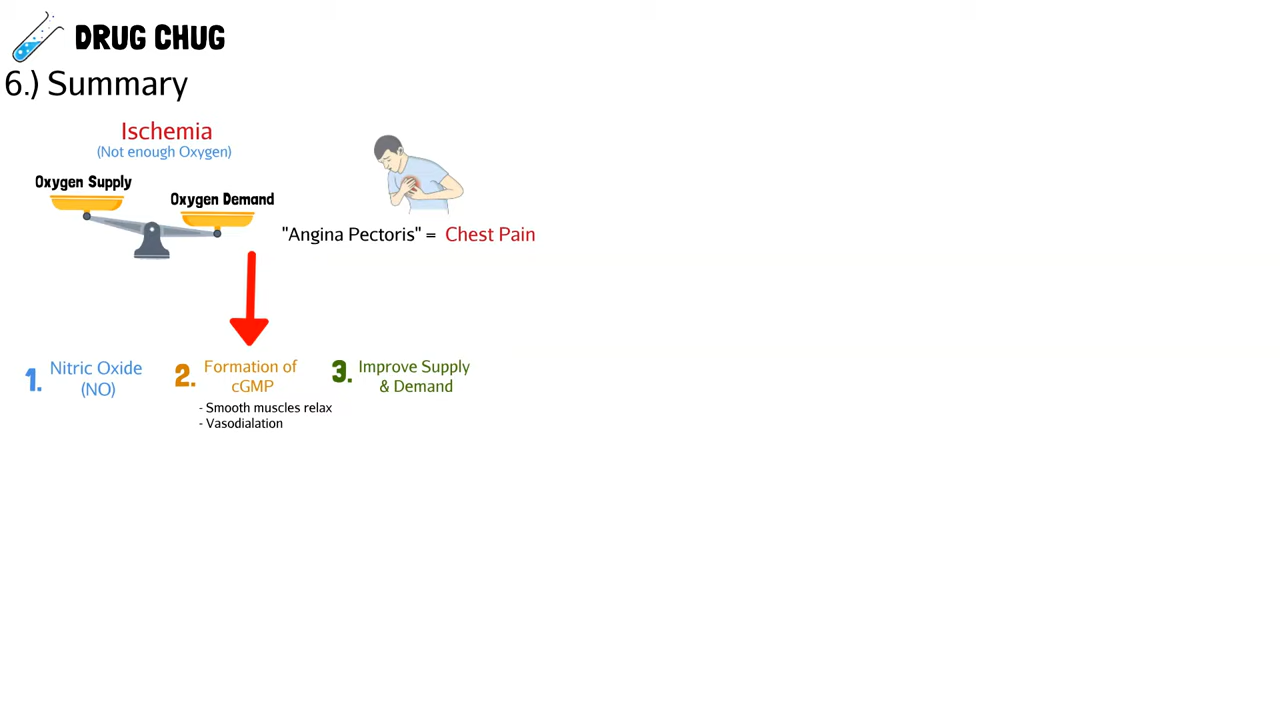 DRUG CHUG
6.) Summary
Ischemia
(Not enough Oxygen)
Oxygen Supply
Oxygen Demand
"Angina Pectoris" = Chest Pain
1. Nitric Oxide
(NO)
2. Formation of
cGMP
- Smooth muscles relax
- Vasodialation
3. Improve Supply
& Demand